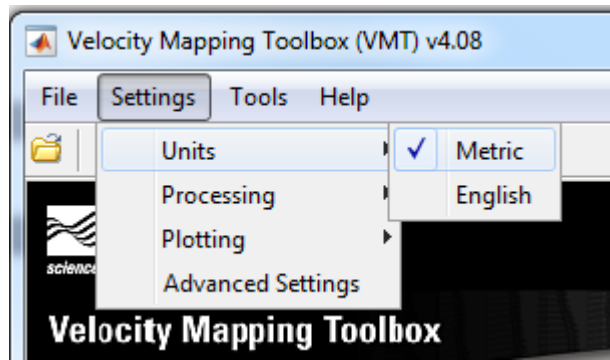 Velocity Mapping Toolbox (VMT) v4.08
File Settings Tools Help
Units
Metric
Processing
English
Plotting
Advanced Settings
science
Velocity Mapping Toolbox